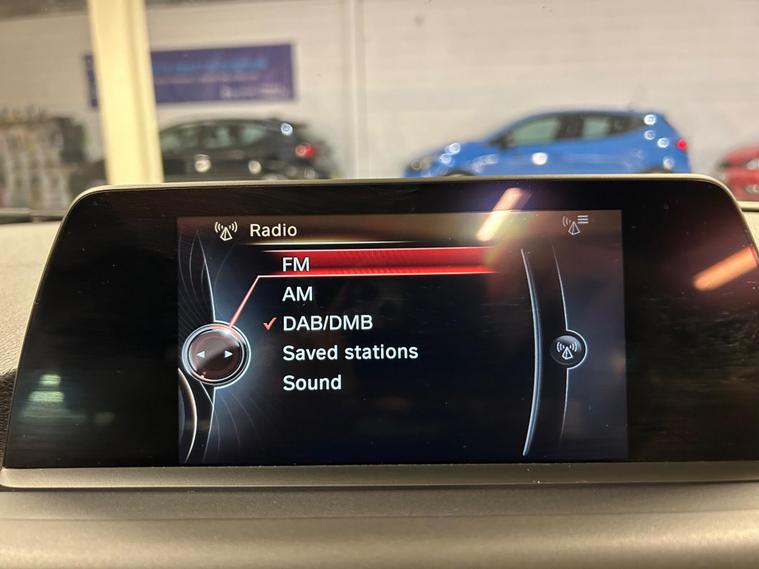 Radio
FM
AM
DAB/DMB
Saved stations
Sound